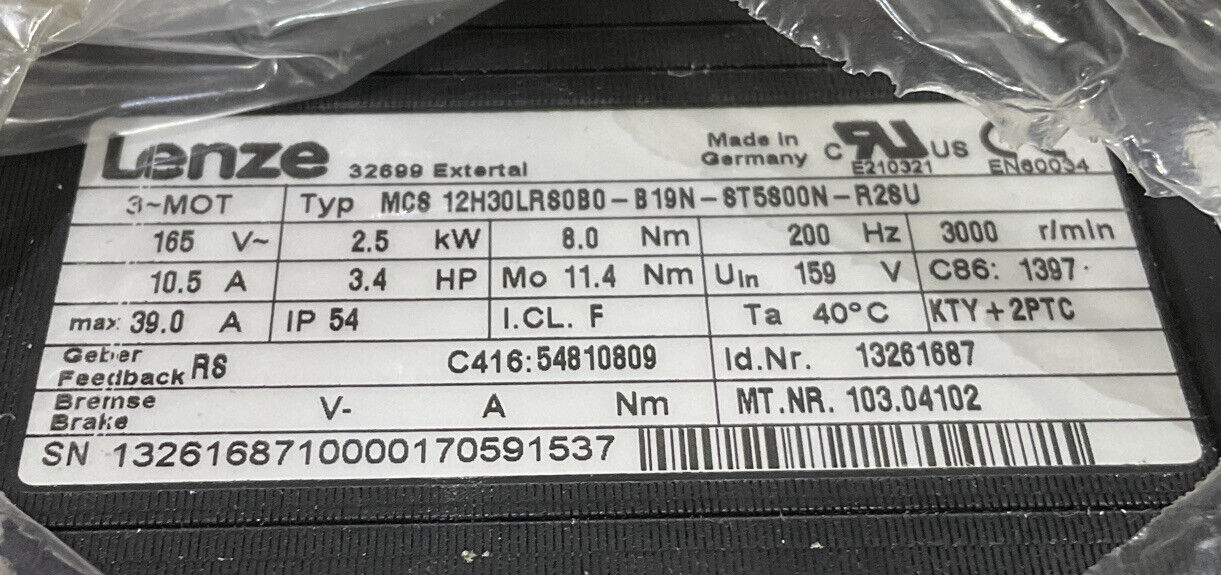 Lenze 32699 Extertal Made in Germany C US E210321 EN60034
3~MOT Typ MCS 12H30LRS0B0-B19N-ST5S00N-R2SU
165 V~ 2.5 kW 8.0 Nm 200 Hz 3000 r/min
10.5 A 3.4 HP Mo 11.4 Nm Uin 159 V C86: 1397
max: 39.0 A IP 54 I.CL. F Ta 40°C KTY+2PTC
Geber
Feedback RS C416:54810809 Id.Nr. 13261687
Bremse
Brake V- A Nm MT.NR. 103.04102
SN 13261687100001705​91537